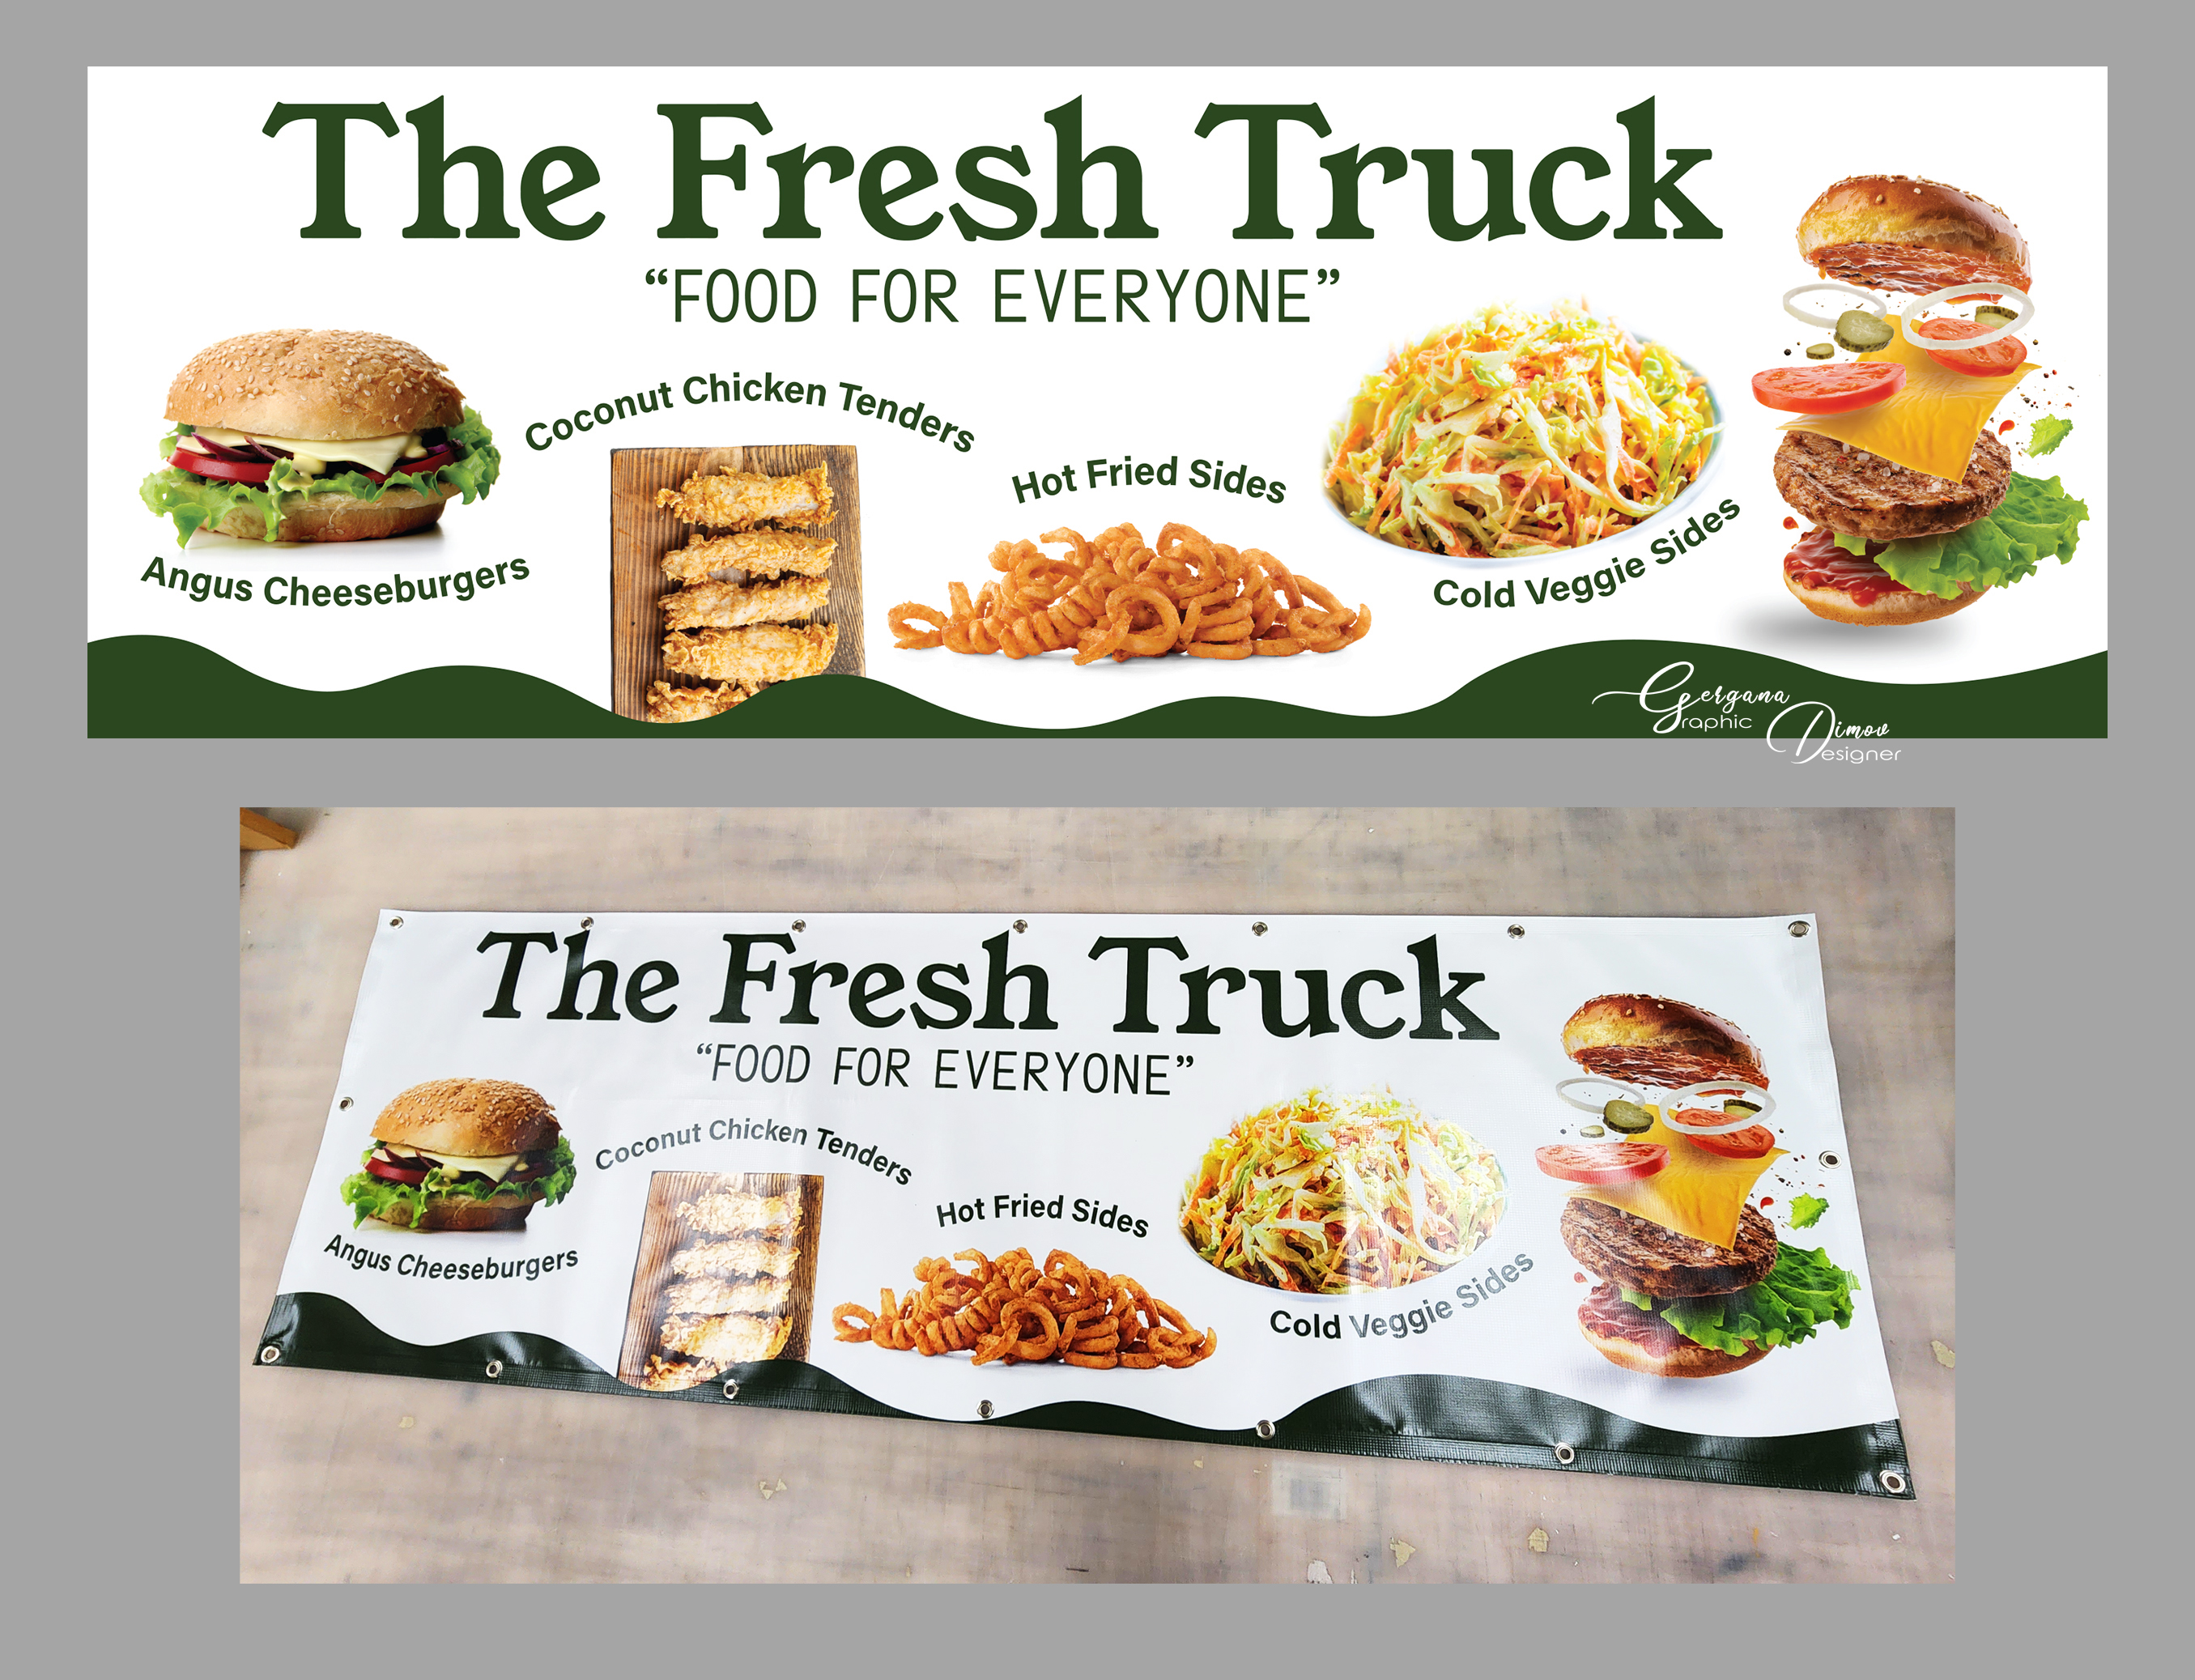 The Fresh Truck
“FOOD FOR EVERYONE”
Coconut Chicken Tenders
Hot Fried Sides
Angus Cheeseburgers
Cold Veggie Sides
Gergana
Graphic
Dimov
Designer
The Fresh Truck
“FOOD FOR EVERYONE”
Coconut Chicken Tenders
Hot Fried Sides
Angus Cheeseburgers
Cold Veggie Sides